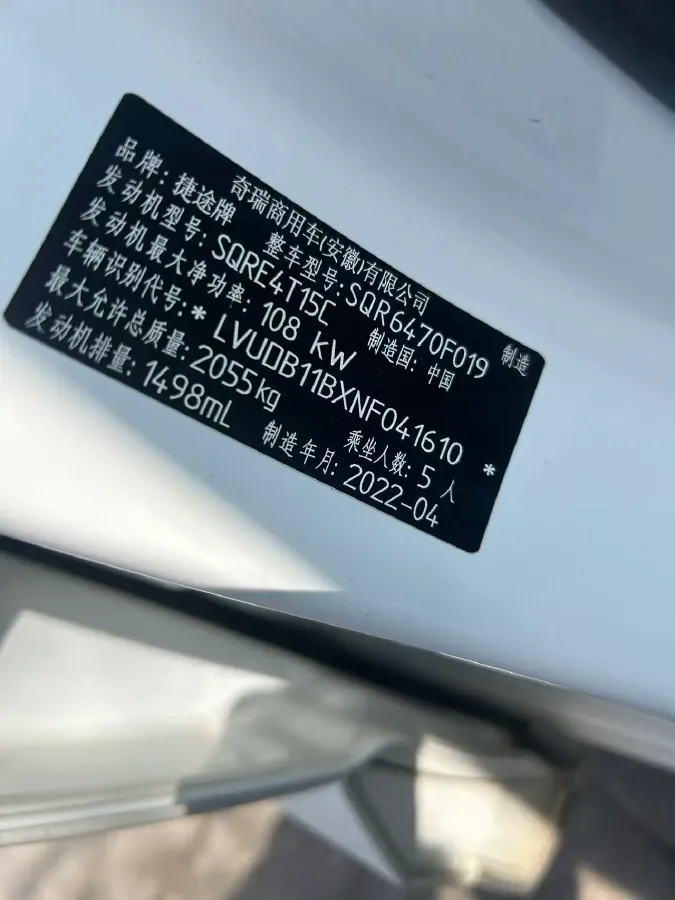 奇瑞商用车(安徽)有限公司 制造
品牌: 捷途牌 整车型号: SQR6470F019
发动机型号: SQRE4T15C 制造国: 中国
发动机最大净功率: 108 kW
车辆识别代号: * LVUDB11BXNF041610 *
最大允许总质量: 2055kg 乘坐人数: 5 人
发动机排量: 1498mL 制造年月: 2022-04